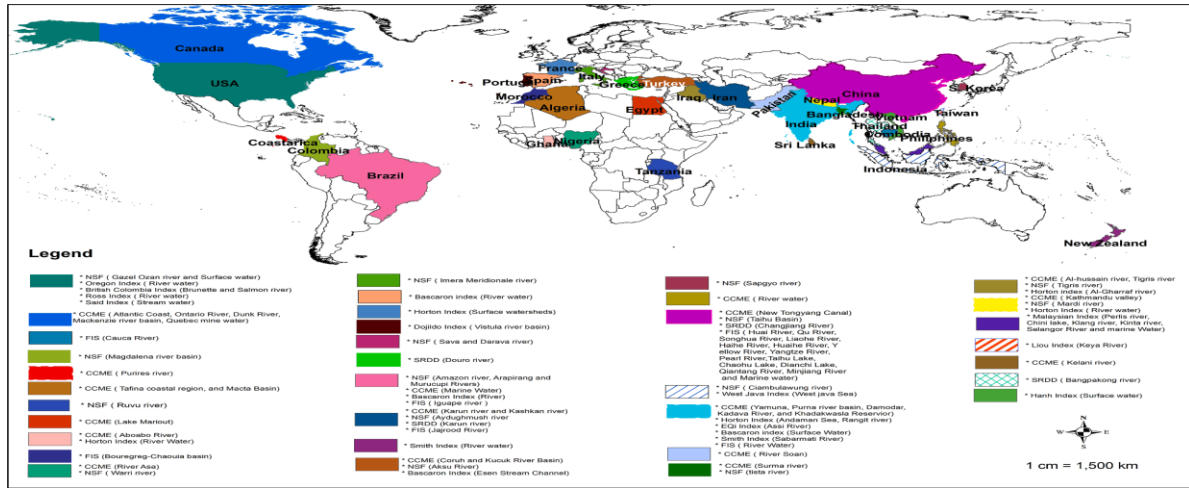 Canada
USA
Coastarica
Colombia
Brazil
France
Italy
Portugal
Spain
Greece
Turkey
Morocco
Algeria
Egypt
Iraq
Iran
Ghana
Nigeria
Tanzania
Pakistan
Nepal
India
Bangladesh
Sri Lanka
China
S. Korea
Taiwan
Vietnam
Thailand
Cambodia
Philipines
Indonesia
New Zealand
Legend
* NSF ( Gazel Ozan river and Surface water)
* Oregon Index ( River water)
* British Colombia Index (Brunette and Salmon river)
* Ross Index ( River water)
* Said Index ( Stream water)
* CCME (Atlantic Coast, Ontario River, Dunk River,
Mackenzie river basin, Quebec mine water)
* FIS (Cauca River)
* NSF (Magdalena river basin)
* CCME ( Purires river)
* CCME ( Tafina coastal region, and Macta Basin)
* NSF ( Ruvu river)
* CCME (Lake Mariout)
* CCME ( Aboabo River)
* Horton Index (River Water)
* FIS (Bouregreg-Chaouia basin)
* CCME (River Asa)
* NSF ( Warri river)
* NSF ( Imera Meridionale river)
* Bascaron index (River water)
* Horton Index (Surface watersheds)
* Dojildo Index ( Vistula river basin)
* NSF ( Sava and Darava river)
* SRDD (Douro river)
* NSF (Amazon river, Arapirang and
Murucupi Rivers)
* CCME (Marine Water)
* Bascaron Index (River)
* FIS ( Iguape river )
* CCME (Karun river and Kashkan river)
* NSF (Aydughmush river
* SRDD (Karun river)
* FIS (Jajrood River)
* Smith Index (River water)
* CCME ( Coruh and Kucuk River Basin)
* NSF ( Aksu River)
* Bascaron Index (Esen Stream Channel)
* NSF (Sapgyo river)
* CCME ( River water)
* CCME ( New Tongyang Canal)
* NSF (Taihu Basin)
* SRDD (Changjiang River)
* FIS ( Huai River, Qu River,
Songhua River, Liaohe River,
Haihe River, Huaihe River, Y
ellow River, Yangtze River,
Pearl River,Taihu Lake,
Chaohu Lake, Dianchi Lake,
Qiantang River, Minjiang River
and Marine water)
* NSF ( Ciambulawung river)
* West Java Index (West java Sea)
* CCME (Yamuna, Purna river basin, Damodar,
Kadava River, and Khadakwasla Reservior)
* Horton Index (Andaman Sea, Rangit river)
* EQi Index (Assi River)
* Bascaron index (Surface Water)
* Smith Index (Sabarmati River)
* FIS ( River Water)
* CCME ( River Soan)
* CCME ( Surma river)
* NSF (tista river)
* CCME ( Al-hussain river, Tigris river
* NSF ( Tigris river)
* Horton index ( Al-Gharraf river)
* CCME ( Kathmandu valley)
* NSF ( Mardi river)
* Horton Index ( River water)
* Malaysian Index (Perlis river,
Chini lake, Klang river, Kinta river,
Selangor River and marine Water)
* Liou Index (Keya River)
* CCME ( Kelani river)
* SRDD ( Bangpakong river)
* Hanh Index (Surface water)
N
W
E
S
1 cm = 1,500 km